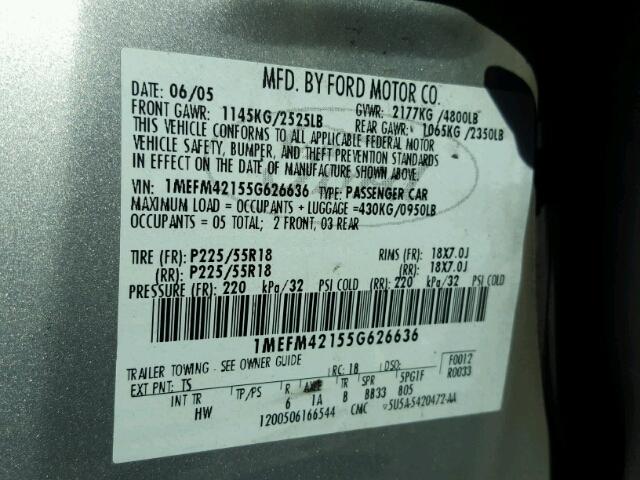 MFD. BY FORD MOTOR CO.
DATE: 06/05 GVWR: 2177KG /4800LB
FRONT GAWR: 1145KG/2525LB REAR GAWR: 1065KG /2350LB
THIS VEHICLE CONFORMS TO ALL APPLICABLE FEDERAL MOTOR
VEHICLE SAFETY, BUMPER, AND THEFT PREVENTION STANDARDS
IN EFFECT ON THE DATE OF MANUFACTURE SHOWN ABOVE.
VIN: 1MEFM42155G626636 TYPE: PASSENGER CAR
MAXIMUM LOAD = OCCUPANTS + LUGGAGE =430KG/0950LB
OCCUPANTS = 05 TOTAL; 2 FRONT, 03 REAR
TIRE (FR): P225/55R18 RIMS (FR): 18X7.0J
(RR): P225/55R18 (RR): 18X7.0J
PRESSURE (FR): 220 kPa/32 PSI COLD (RR): 220 kPa/32 PSI COLD
1MEFM42155G626636
TRAILER TOWING - SEE OWNER GUIDE F0012
EXT PNT: TS RC: 18 DSO: R0033
INT TR TP/PS R AXLE TR SPR SPG1F
HW 6 1A B BB33 805
1200506166544 CMC 5U5A-5420472-AA